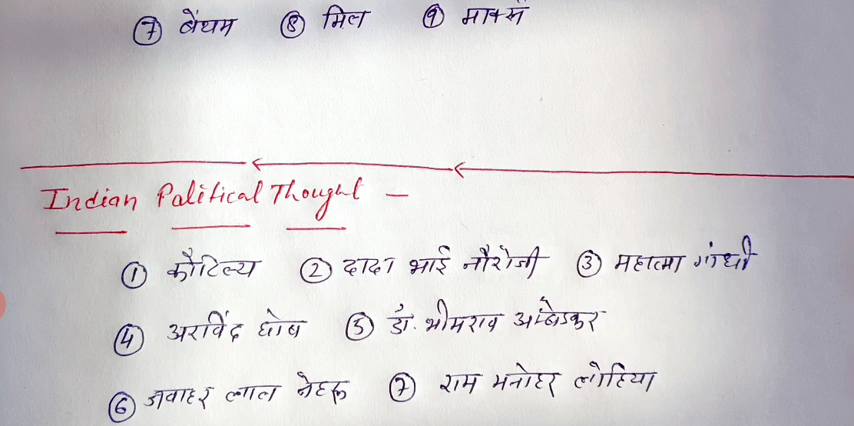 ⑦ बेंथम ⑧ मिल ⑨ मार्क्स
Indian Political Thought —
① कौटिल्य ② दादा भाई नौरोजी ③ महात्मा गांधी
④ अरविंद घोष ⑤ डॉ. भीमराव अम्बेडकर
⑥ जवाहर लाल नेहरू ⑦ राम मनोहर लोहिया